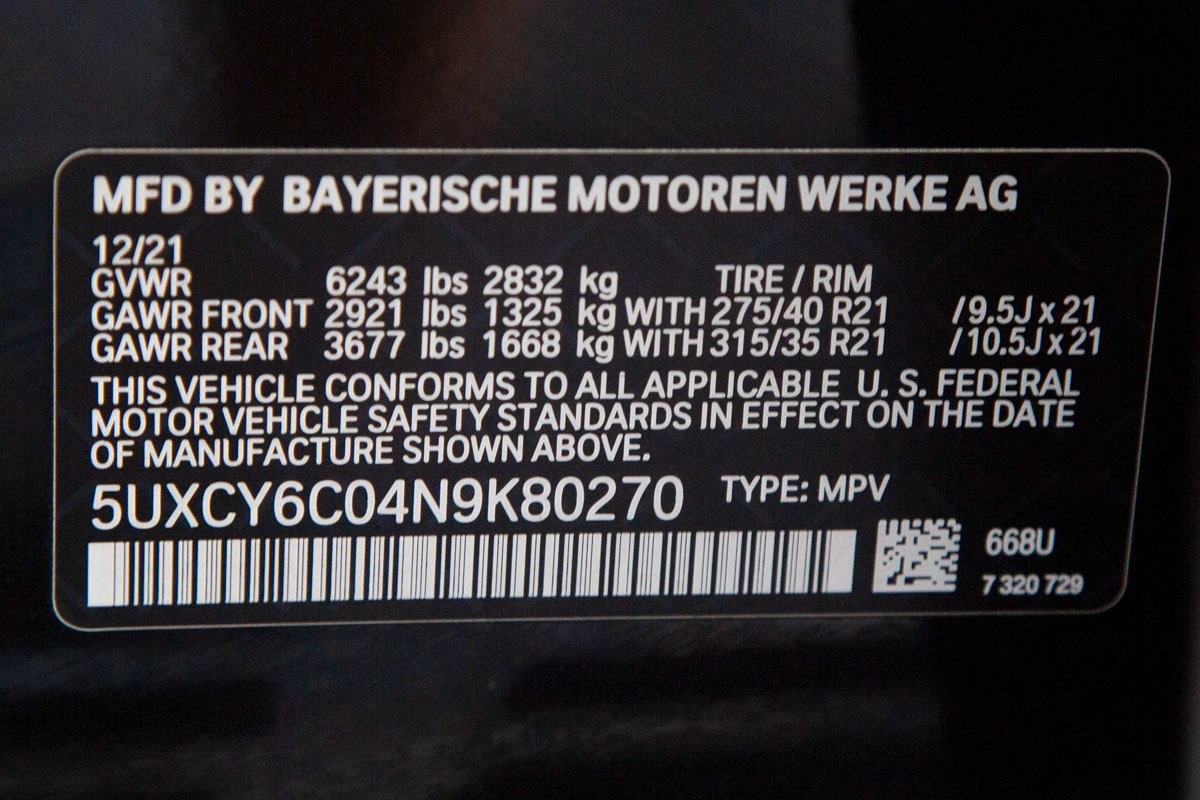 MFD BY BAYERISCHE MOTOREN WERKE AG
12/21
GVWR 6243 lbs 2832 kg TIRE / RIM
GAWR FRONT 2921 lbs 1325 kg WITH 275/40 R21 /9.5J x 21
GAWR REAR 3677 lbs 1668 kg WITH 315/35 R21 /10.5J x 21
THIS VEHICLE CONFORMS TO ALL APPLICABLE U. S. FEDERAL
MOTOR VEHICLE SAFETY STANDARDS IN EFFECT ON THE DATE
OF MANUFACTURE SHOWN ABOVE.
5UXCY6C04N9K80270 TYPE: MPV
668U
7 320 729